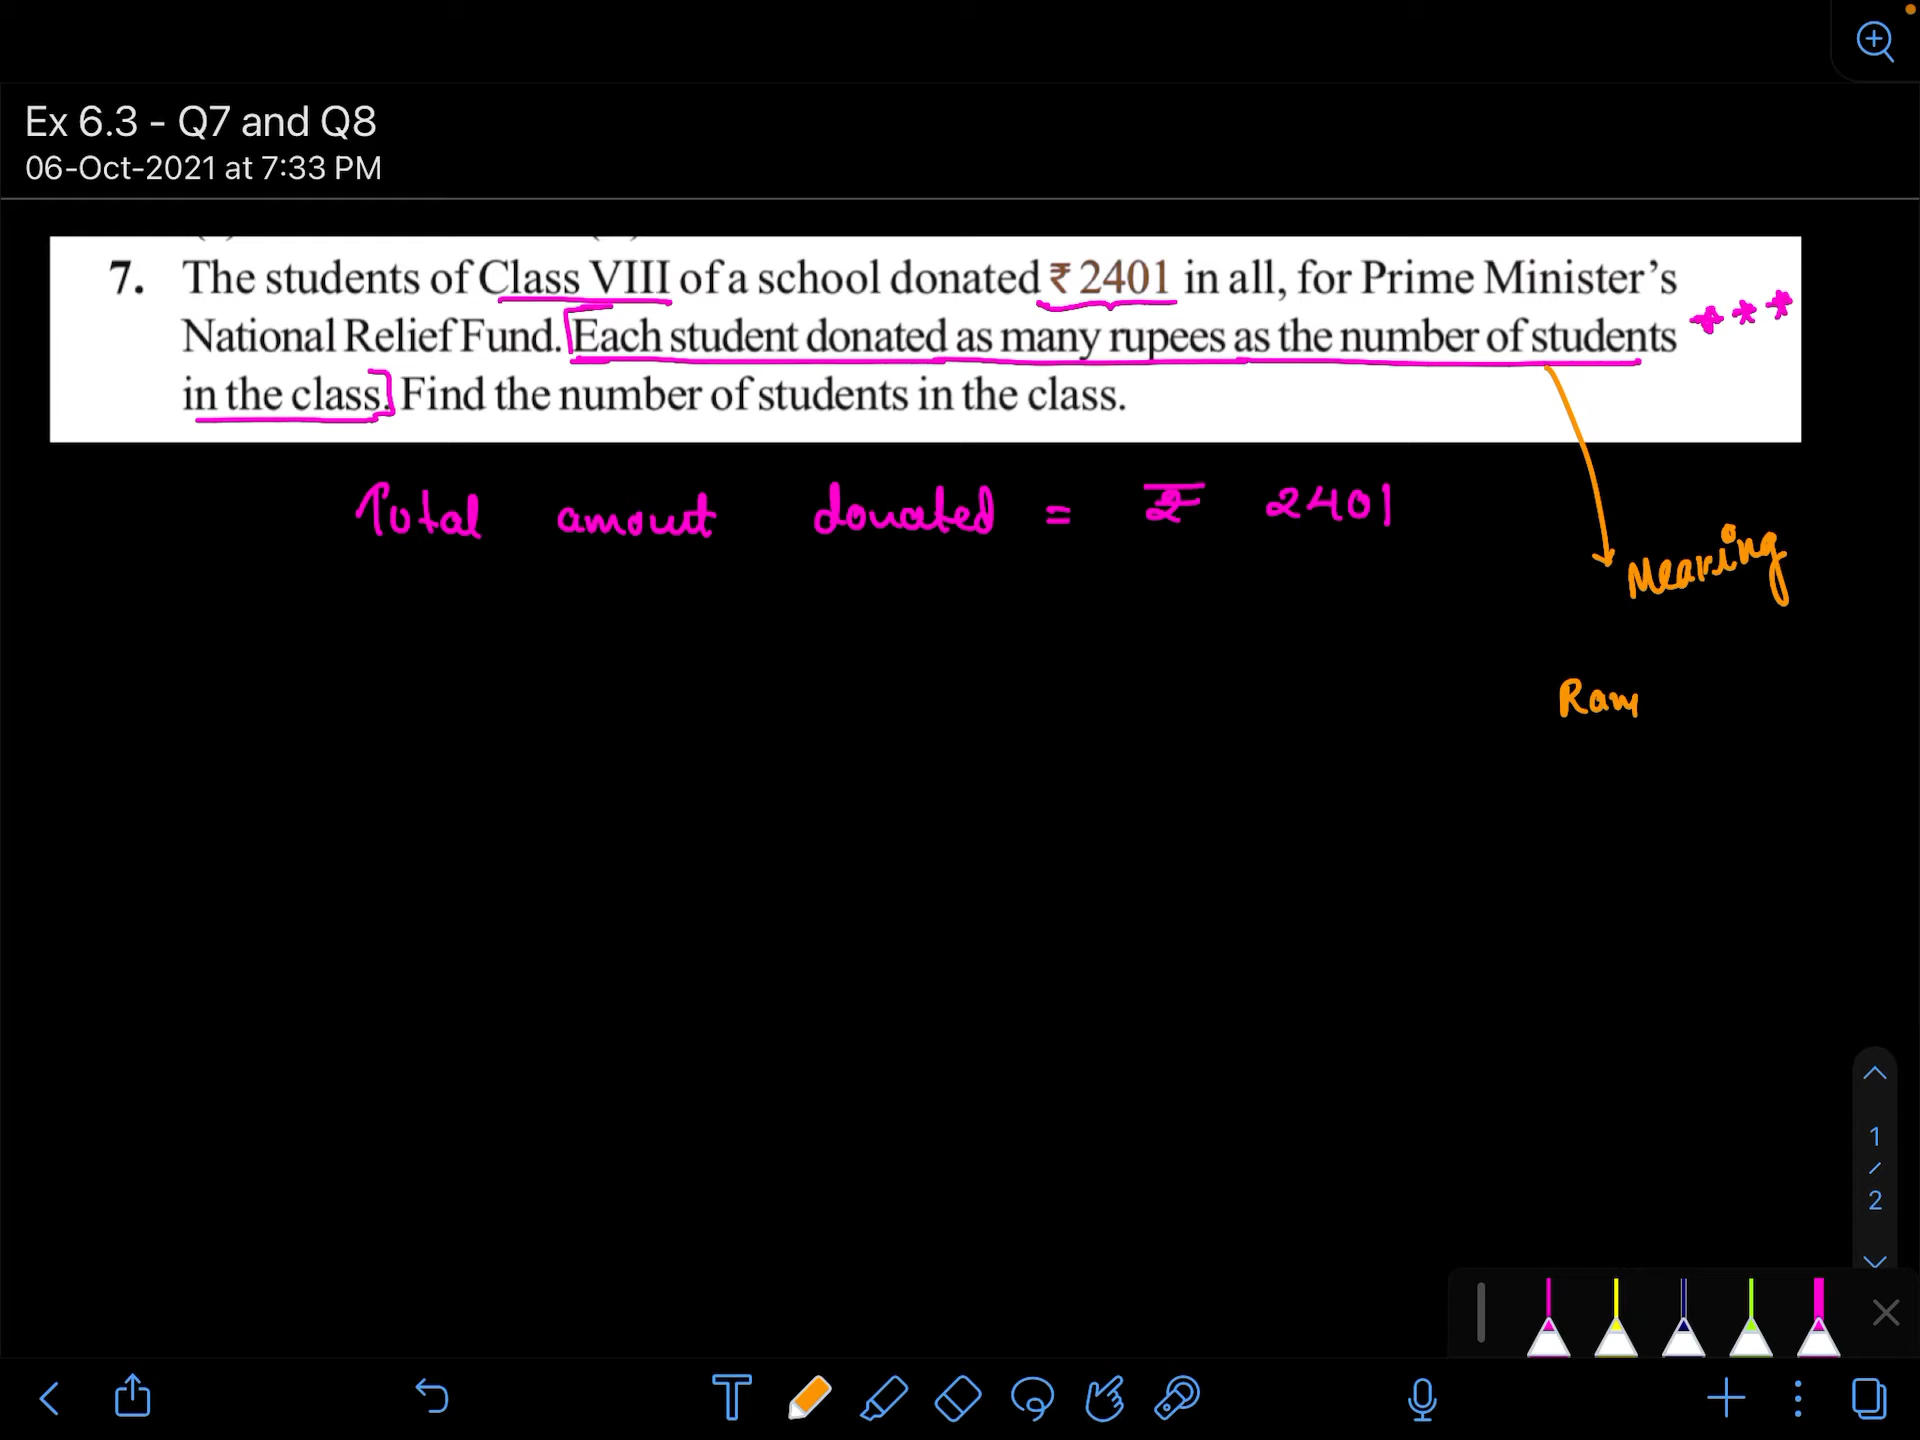 Ex 6.3 - Q7 and Q8
06-Oct-2021 at 7:33 PM
7. The students of Class VIII of a school donated ₹ 2401 in all, for Prime Minister's
National Relief Fund. Each student donated as many rupees as the number of students
in the class. Find the number of students in the class.
Total amount donated = ₹ 2401
Meaning
Ram
1
/
2